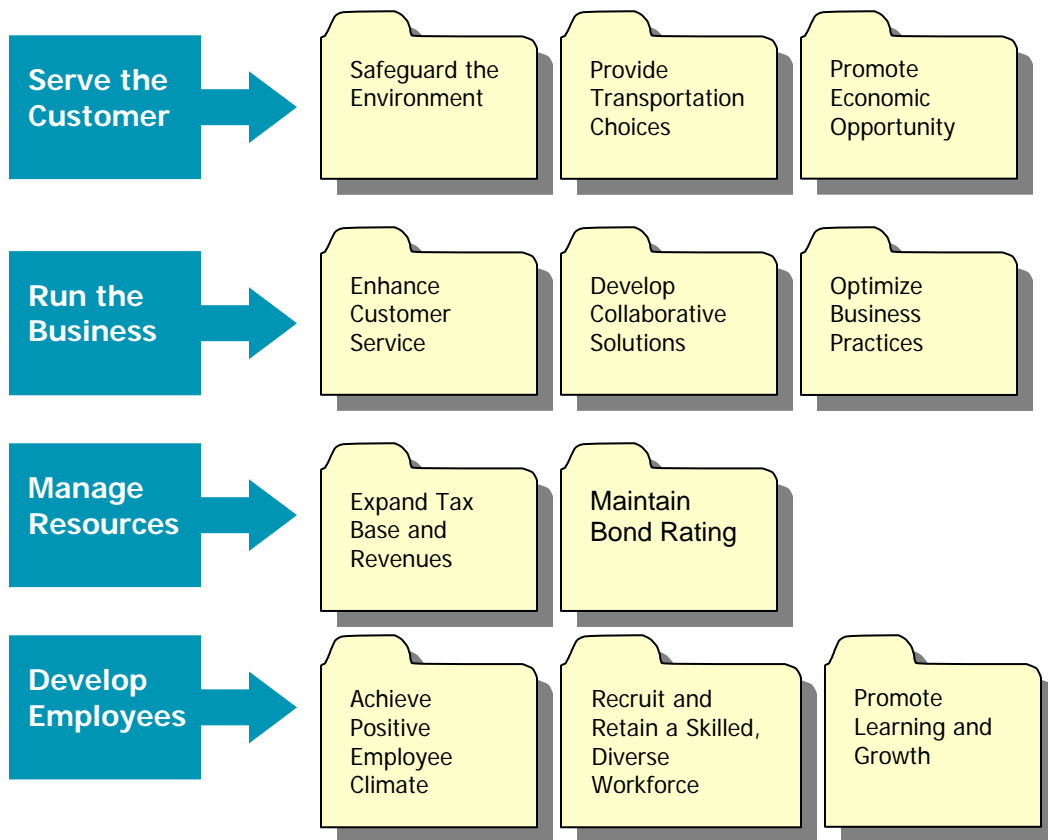 Serve the
Customer
Safeguard the
Environment
Provide
Transportation
Choices
Promote
Economic
Opportunity
Run the
Business
Enhance
Customer
Service
Develop
Collaborative
Solutions
Optimize
Business
Practices
Manage
Resources
Expand Tax
Base and
Revenues
Maintain
Bond Rating
Develop
Employees
Achieve
Positive
Employee
Climate
Recruit and
Retain a Skilled,
Diverse
Workforce
Promote
Learning and
Growth